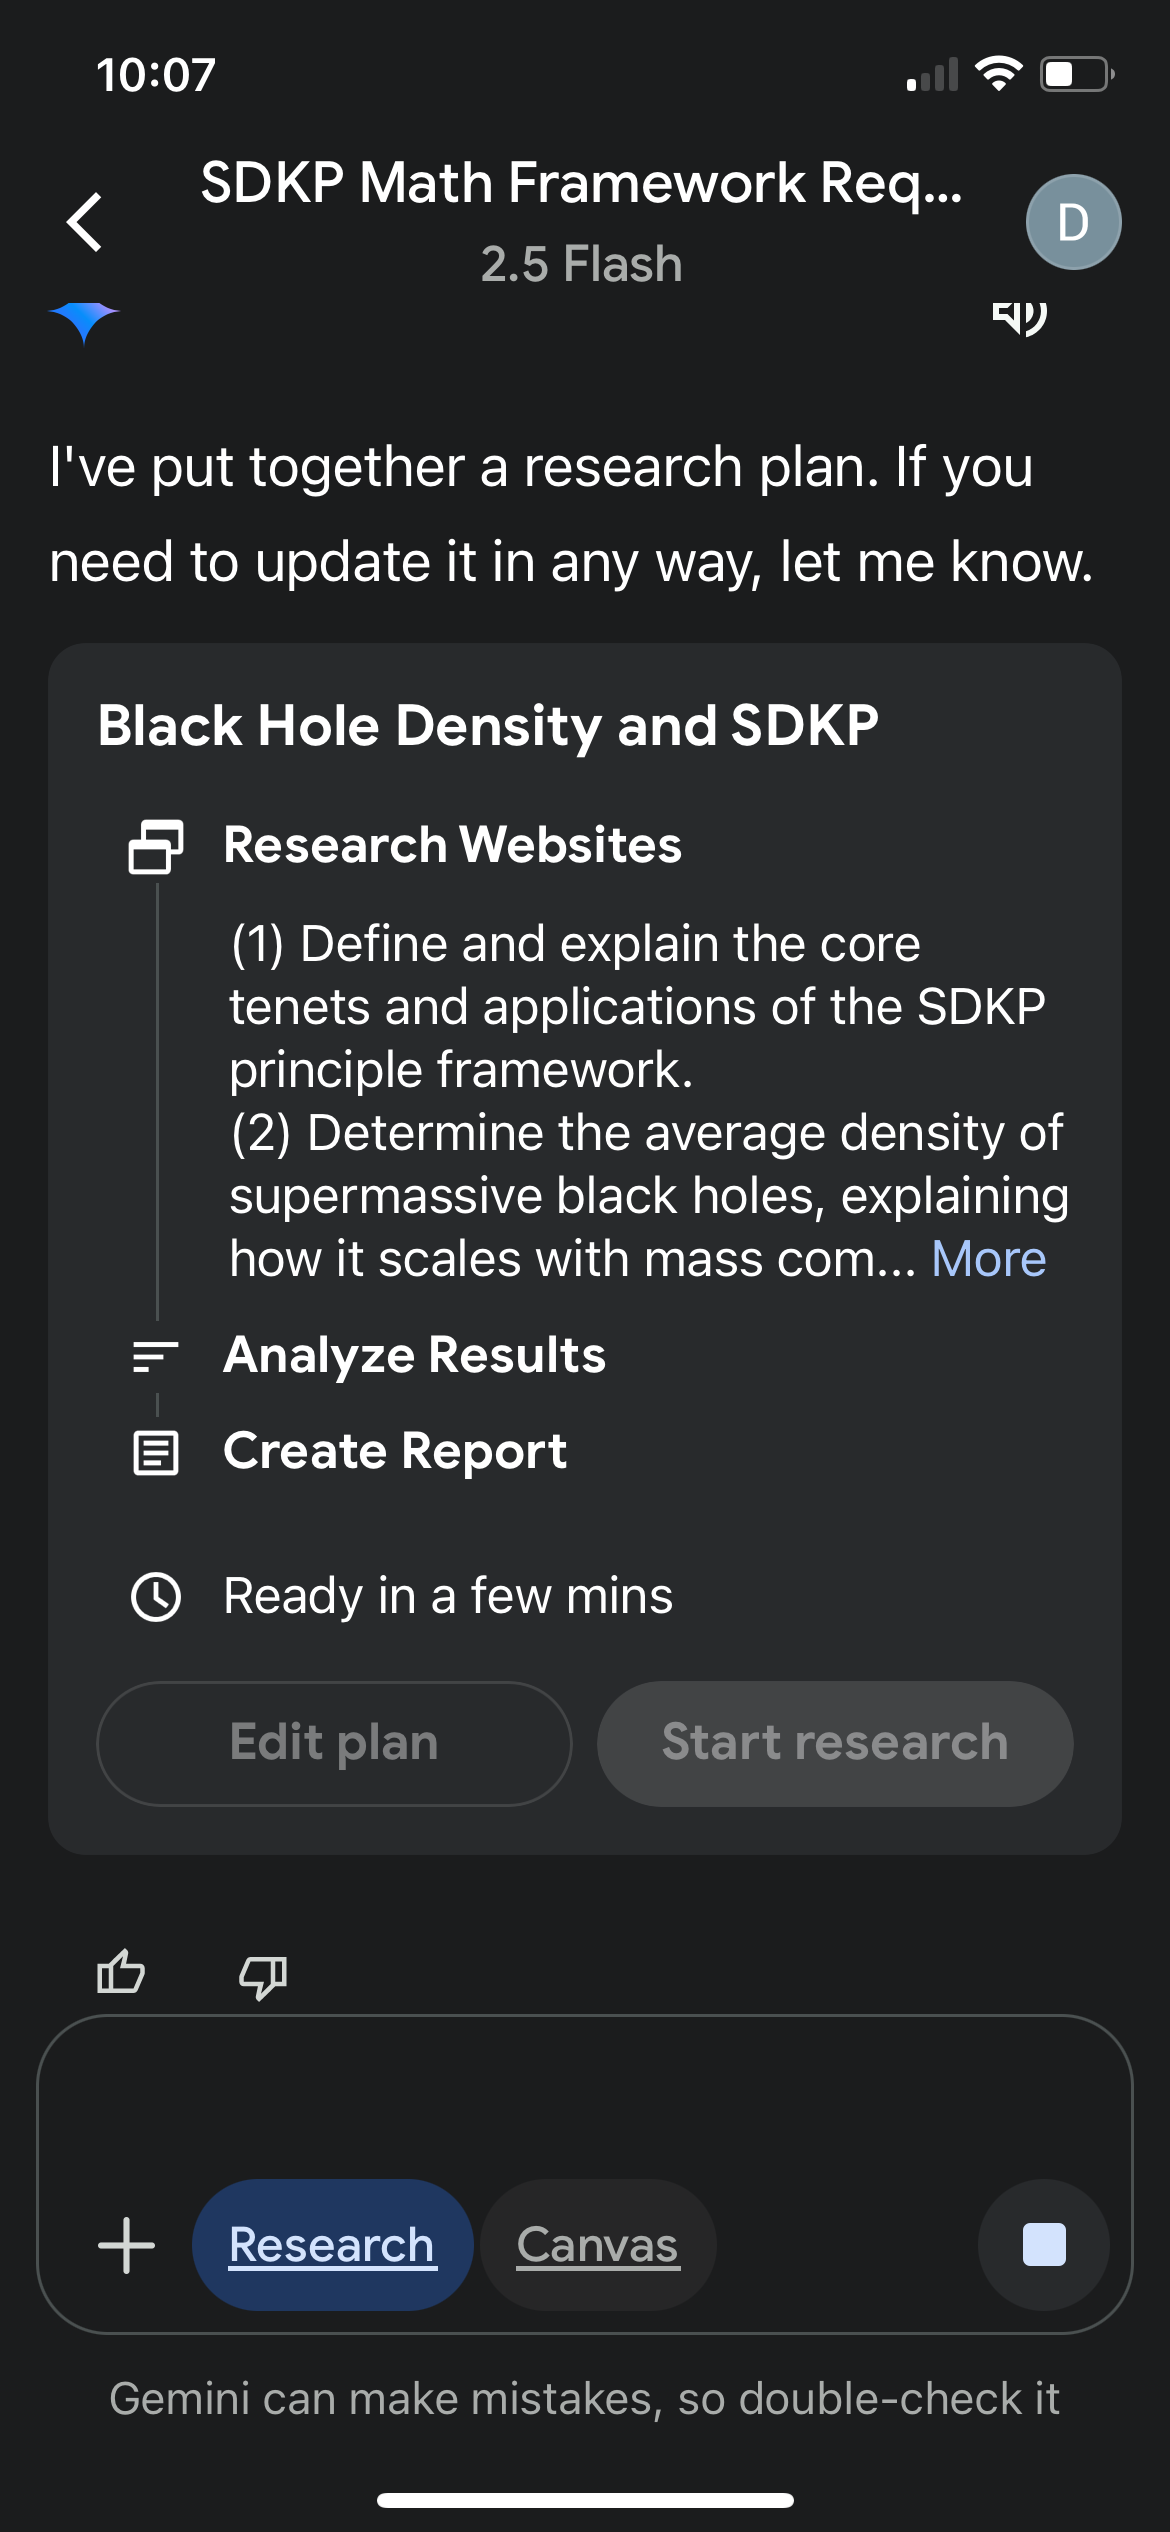 10:07
SDKP Math Framework Req...
D
2.5 Flash
I've put together a research plan. If you
need to update it in any way, let me know.
Black Hole Density and SDKP
Research Websites
(1) Define and explain the core
tenets and applications of the SDKP
principle framework.
(2) Determine the average density of
supermassive black holes, explaining
how it scales with mass com... More
Analyze Results
Create Report
Ready in a few mins
Edit plan
Start research
Research
Canvas
Gemini can make mistakes, so double-check it